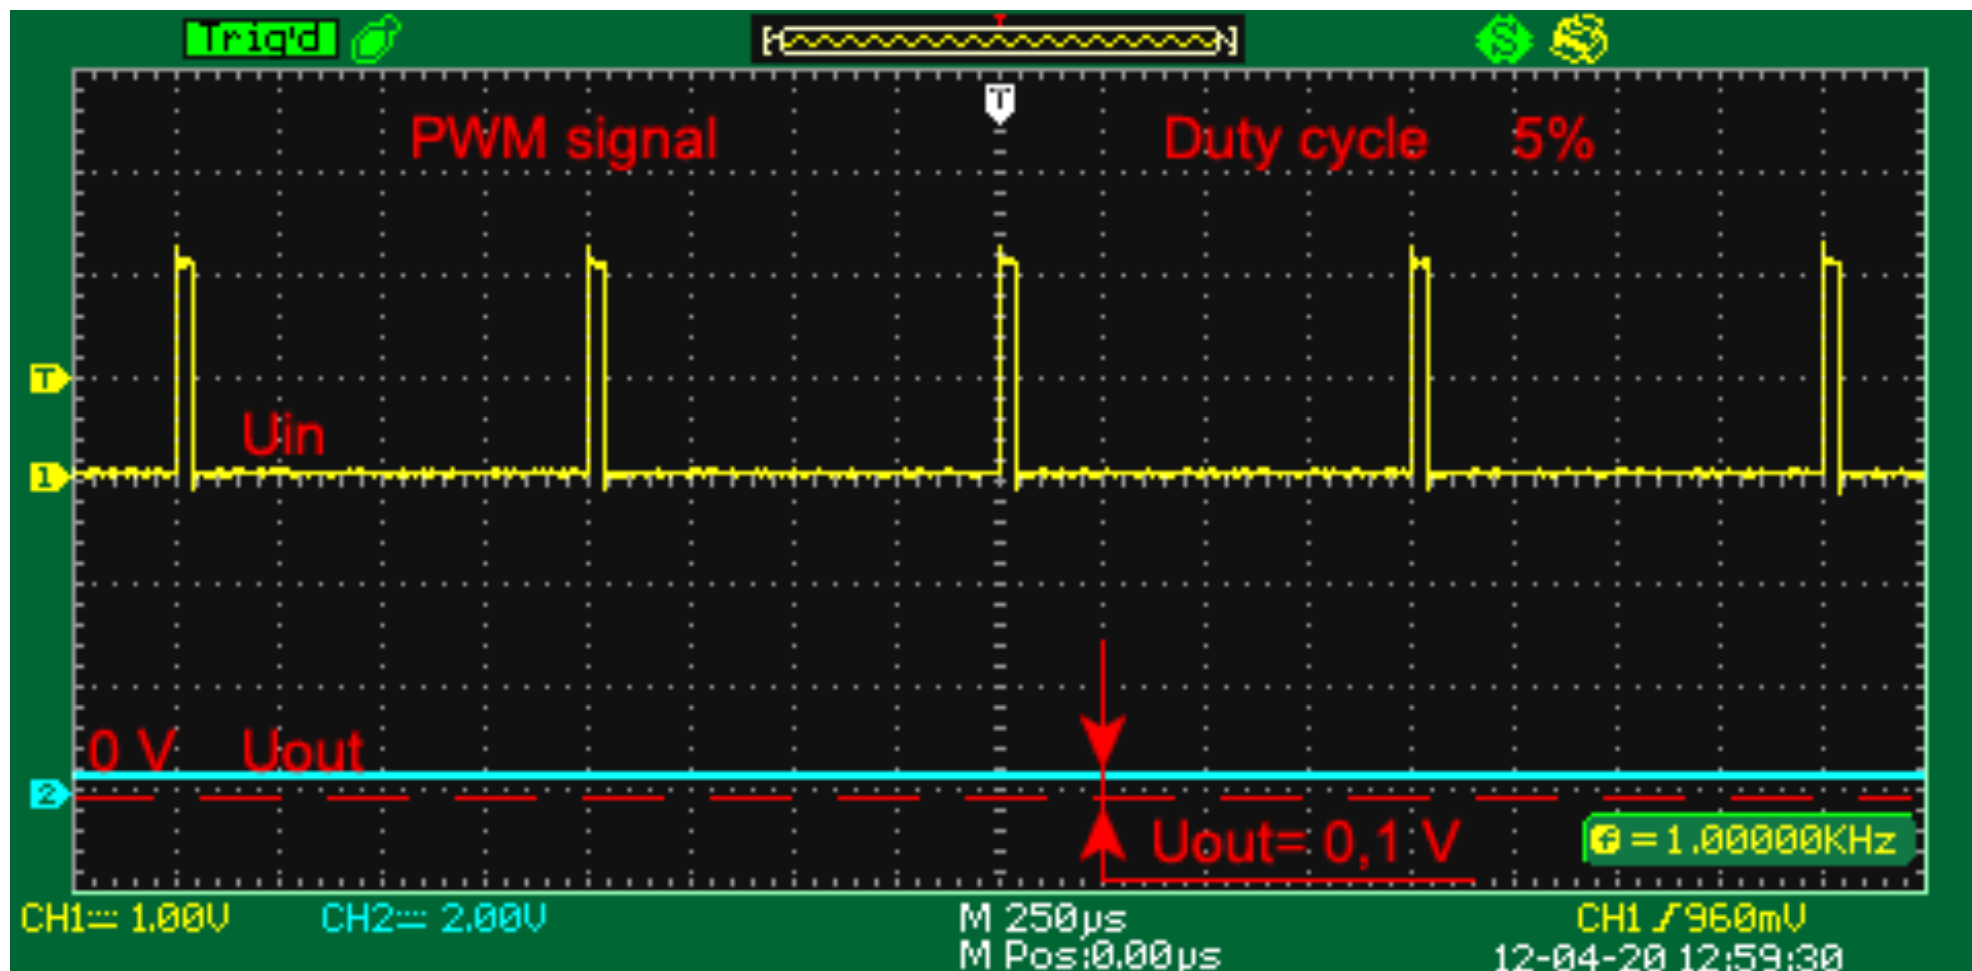 Trig'd
T
PWM signal Duty cycle 5%
T
Uin
1
0 V Uout
2
Uout= 0,1 V
f =1.00000KHz
CH1 1.00V CH2 2.00V M 250µs CH1 960mV
M Pos:0.00µs 12-04-20 12:59:30